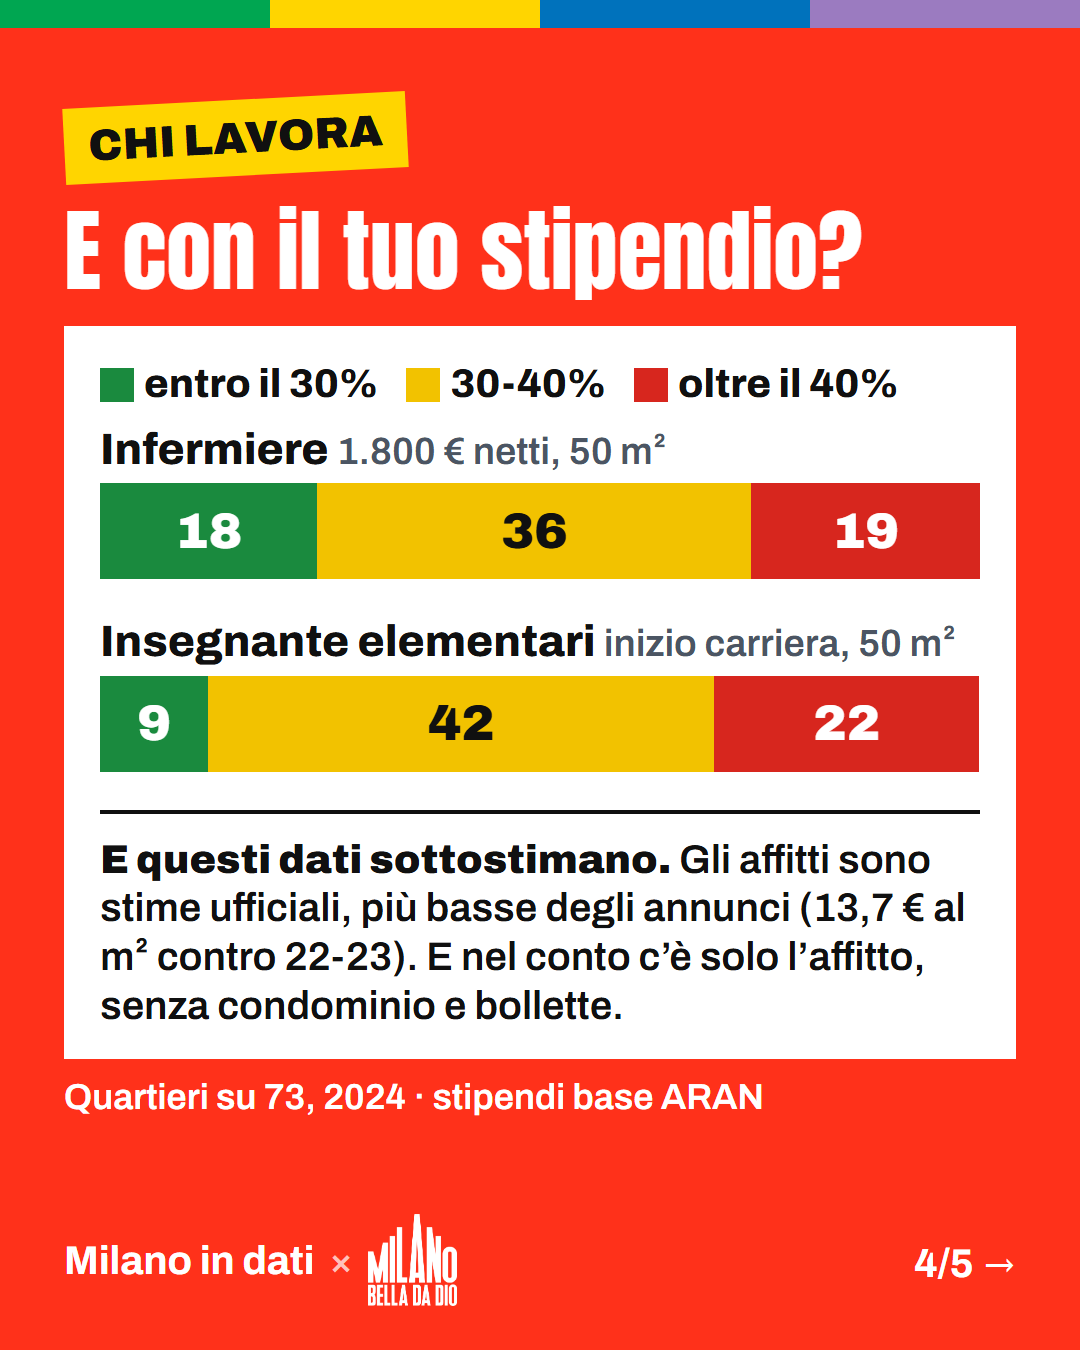 CHI LAVORA
E con il tuo stipendio?
entro il 30% 30-40% oltre il 40%
Infermiere 1.800 € netti, 50 m²
18 36 19
Insegnante elementari inizio carriera, 50 m²
9 42 22
E questi dati sottostimano. Gli affitti sono
stime ufficiali, più basse degli annunci (13,7 € al
m² contro 22-23). E nel conto c’è solo l’affitto,
senza condominio e bollette.
Quartieri su 73, 2024 · stipendi base ARAN
Milano in dati × MILANO
BELLA DA DIO
4/5 →